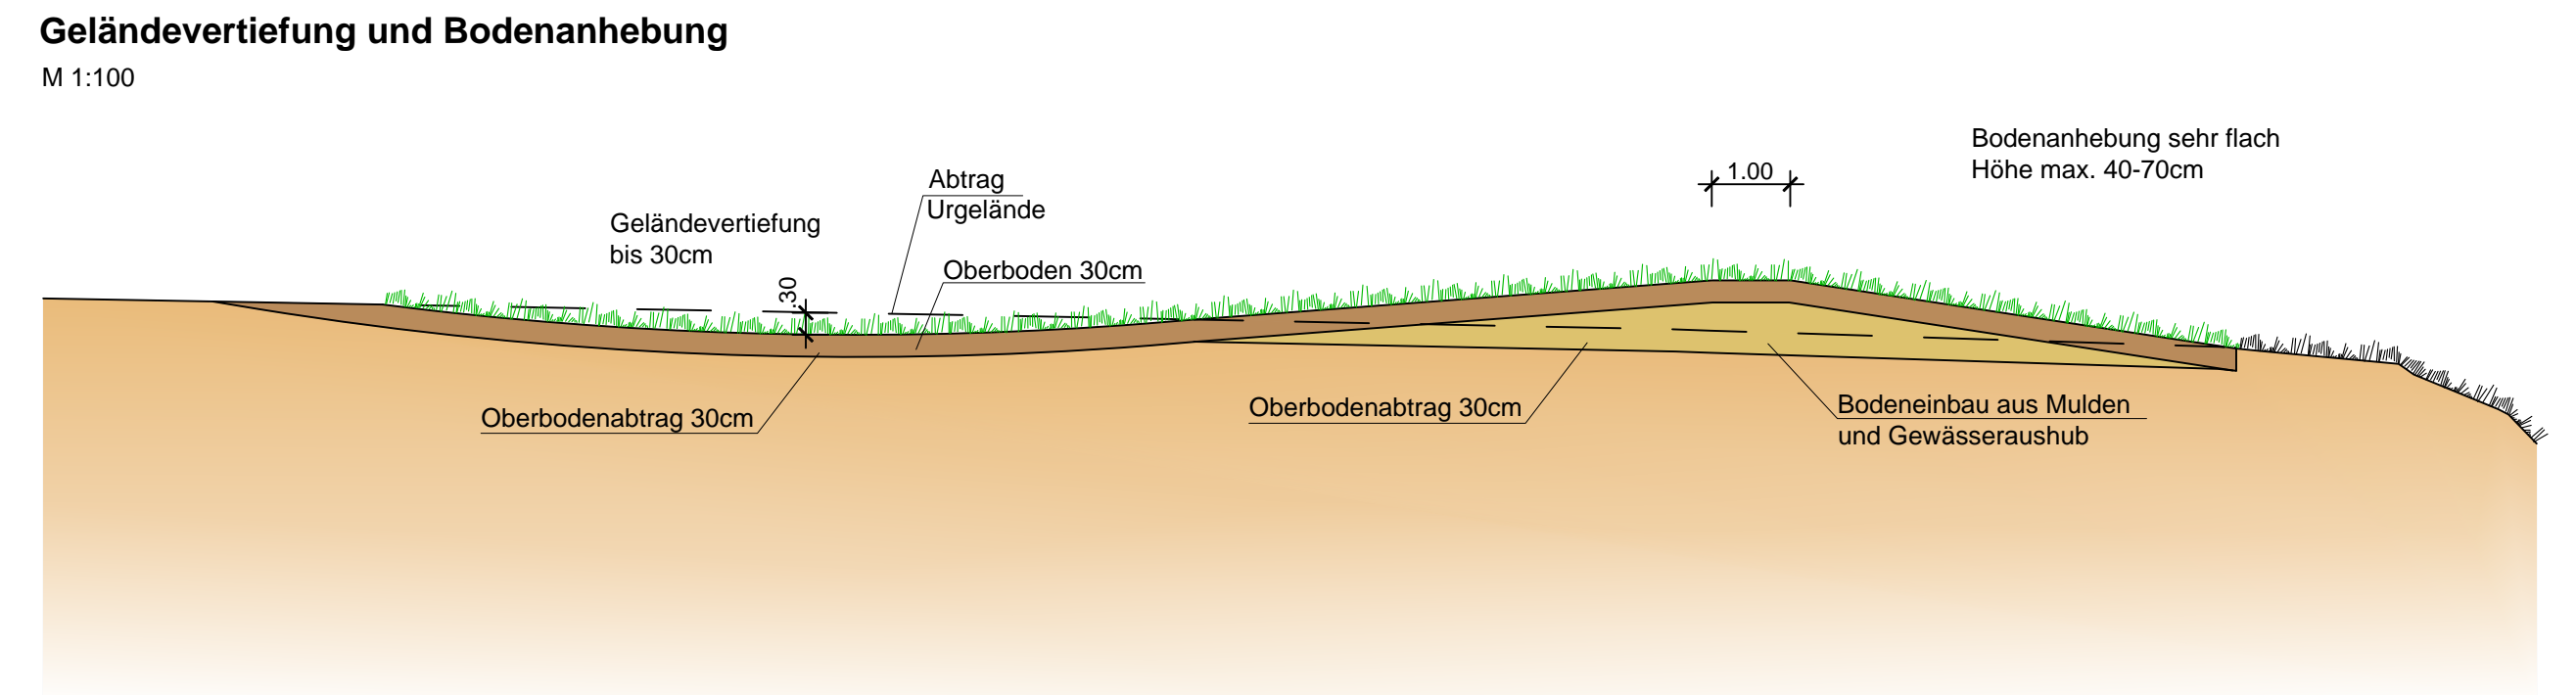 Geländevertiefung und Bodenanhebung
M 1:100
Bodenanhebung sehr flach
Höhe max. 40-70cm
1.00
Abtrag
Urgelände
Geländevertiefung
bis 30cm
Oberboden 30cm
.30
Oberbodenabtrag 30cm
Oberbodenabtrag 30cm
Bodeneinbau aus Mulden
und Gewässeraushub